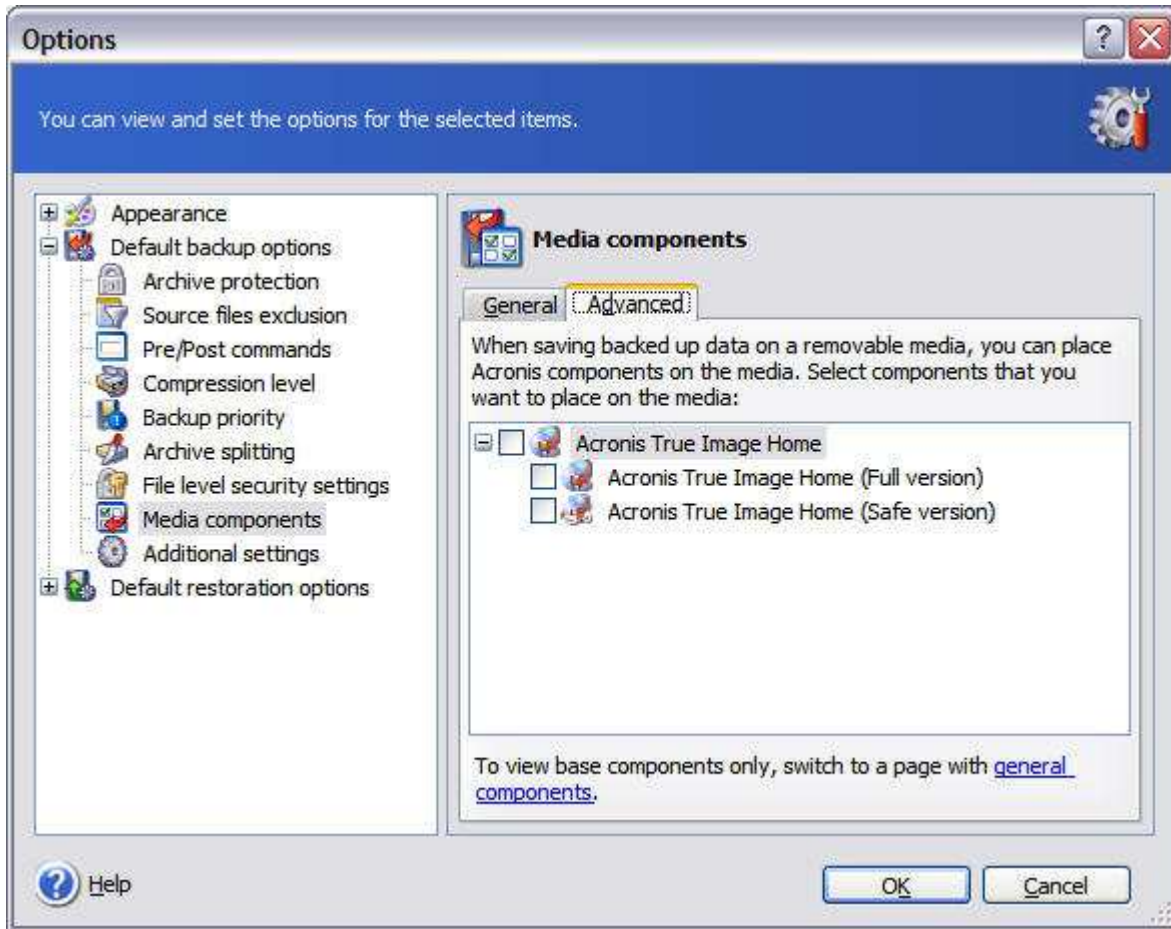 Options
You can view and set the options for the selected items.
Appearance
Default backup options
Archive protection
Source files exclusion
Pre/Post commands
Compression level
Backup priority
Archive splitting
File level security settings
Media components
Additional settings
Default restoration options
Media components
General
Advanced
When saving backed up data on a removable media, you can place
Acronis components on the media. Select components that you
want to place on the media:
Acronis True Image Home
Acronis True Image Home (Full version)
Acronis True Image Home (Safe version)
To view base components only, switch to a page with general
components.
Help
OK
Cancel